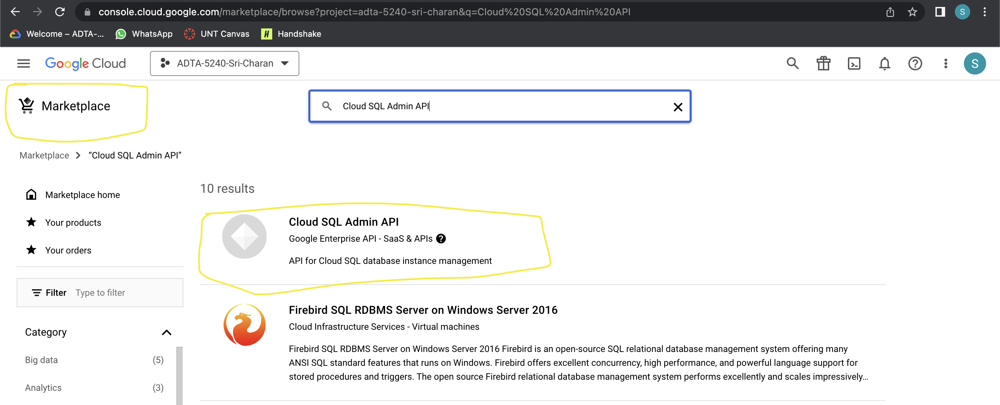 console.cloud.google.com/marketplace/browse?project=adta-5240-sri-charan&q=Cloud%20SQL%20Admin%20API
S
Welcome – ADTA-...
WhatsApp
UNT Canvas
H Handshake
Google Cloud
ADTA-5240-Sri-Charan
S
Marketplace
Cloud SQL Admin API
Marketplace > “Cloud SQL Admin API”
Marketplace home
Your products
Your orders
Filter Type to filter
Category
Big data (5)
Analytics (3)
10 results
Cloud SQL Admin API
Google Enterprise API - SaaS & APIs
API for Cloud SQL database instance management
Firebird SQL RDBMS Server on Windows Server 2016
Cloud Infrastructure Services - Virtual machines
Firebird SQL RDBMS Server on Windows Server 2016 Firebird is an open-source SQL relational database management system offering many
ANSI SQL standard features that runs on Windows. Firebird offers excellent concurrency, high performance, and powerful language support for
stored procedures and triggers. The open source Firebird relational database management system performs excellently and scales impressively...